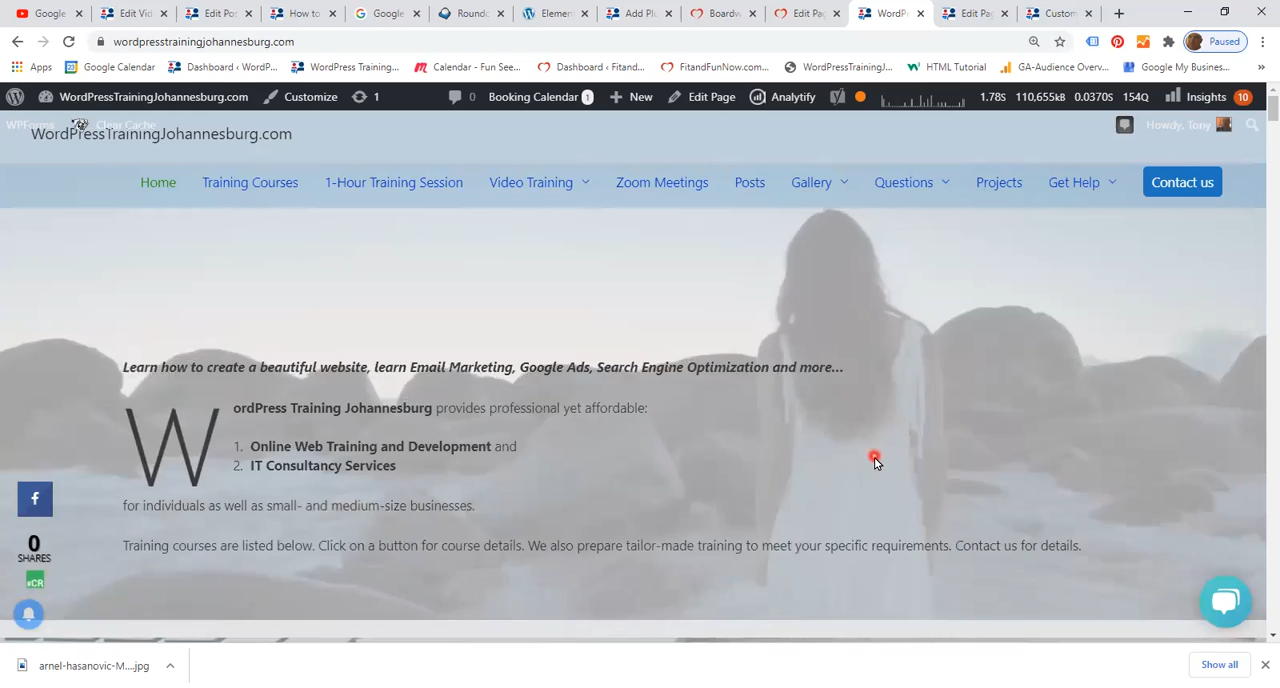 Google Edit Vid Edit Po How to Google Roundc Elemen Add Plu Boardw Edit Pa WordPr Edit Pa Custom
wordpresstrainingjohannesburg.com Paused
Apps Google Calendar Dashboard ‹ WordP... WordPress Training... Calendar - Fun See... Dashboard ‹ Fitand... FitandFunNow.com... WordPressTrainingJ... HTML Tutorial GA-Audience Overv... Google My Busines... »
WordPressTrainingJohannesburg.com Customize 1 0 Booking Calendar 1 New Edit Page Analytify 1.78S 110,655kB 0.0370S 154Q Insights 10
WPForms Clear Cache Howdy, Tony
WordPressTrainingJohannesburg.com
Home Training Courses 1-Hour Training Session Video Training Zoom Meetings Posts Gallery Questions Projects Get Help Contact us
Learn how to create a beautiful website, learn Email Marketing, Google Ads, Search Engine Optimization and more...
WordPress Training Johannesburg provides professional yet affordable:
1. Online Web Training and Development and
2. IT Consultancy Services
for individuals as well as small- and medium-size businesses.
Training courses are listed below. Click on a button for course details. We also prepare tailor-made training to meet your specific requirements. Contact us for details.
f
0
SHARES
#CR
arnel-hasanovic-M....jpg Show all